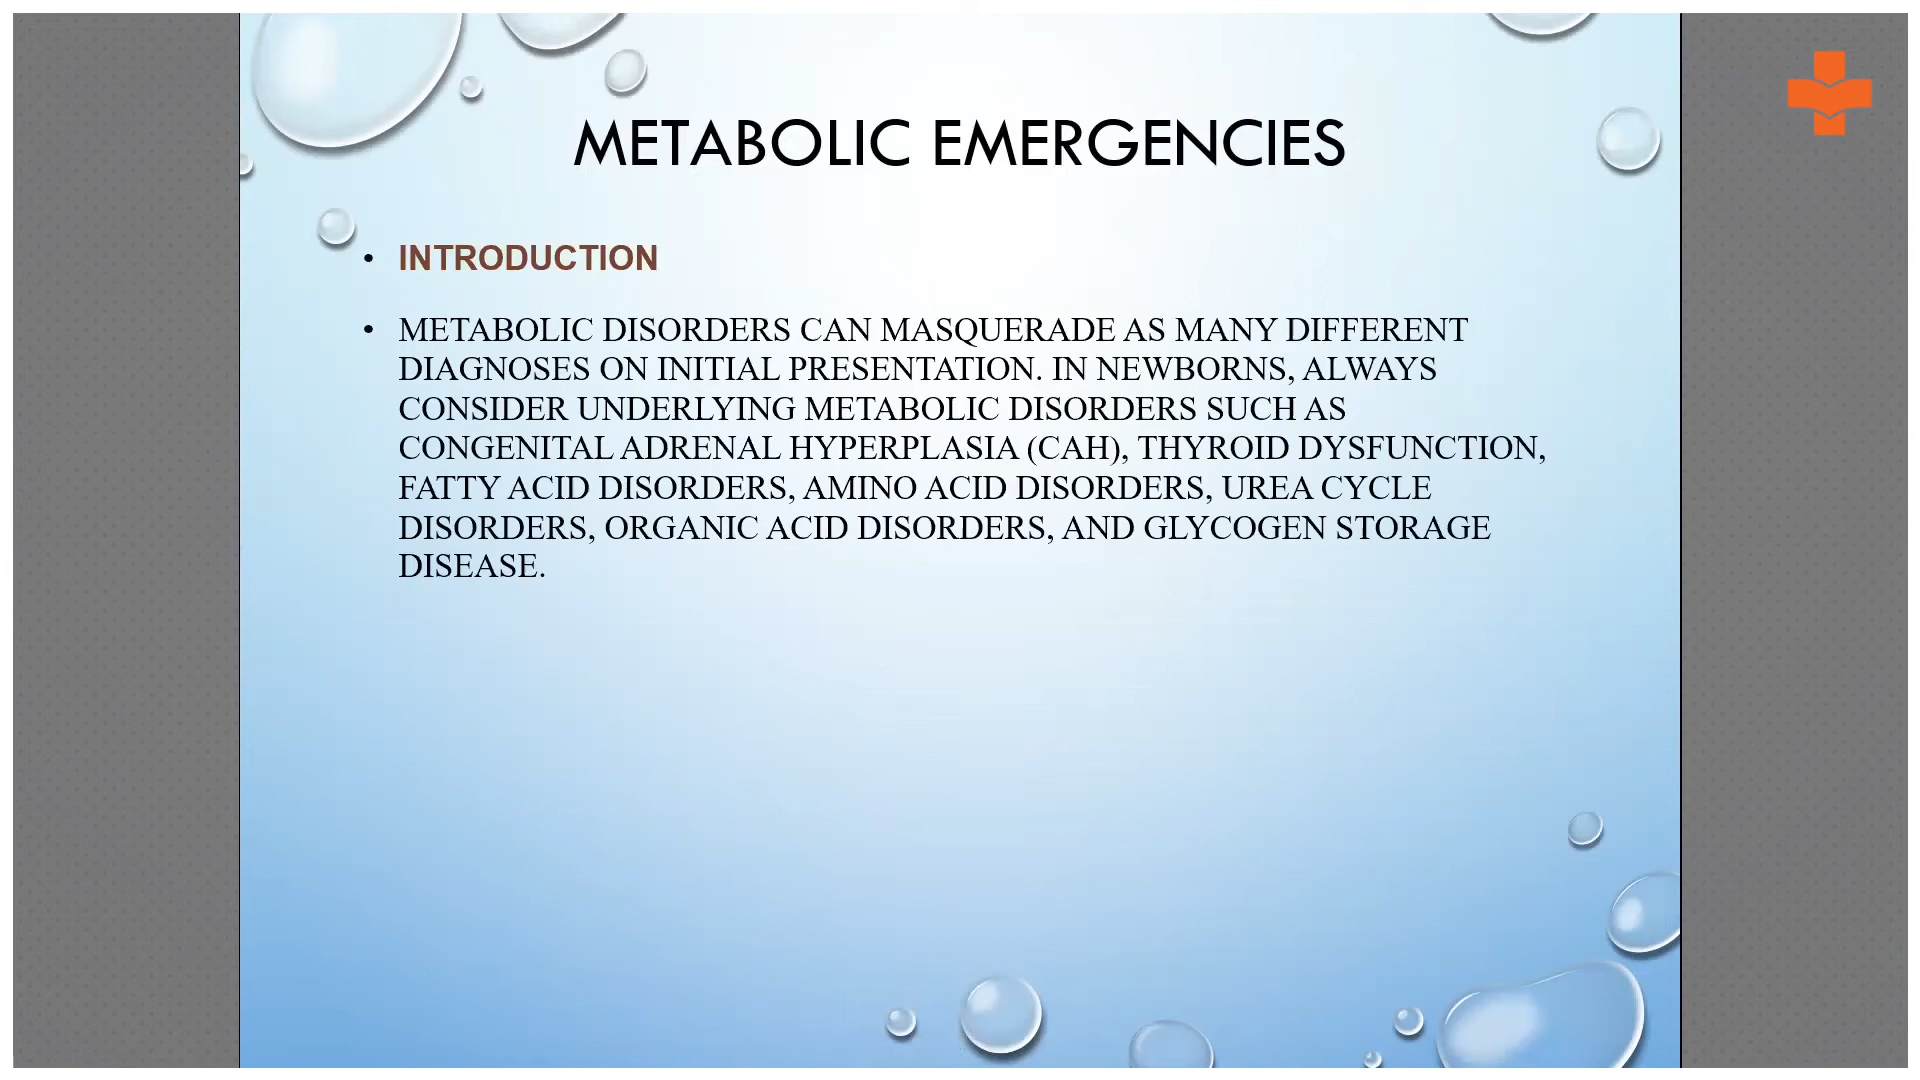 METABOLIC EMERGENCIES
• INTRODUCTION
• METABOLIC DISORDERS CAN MASQUERADE AS MANY DIFFERENT
DIAGNOSES ON INITIAL PRESENTATION. IN NEWBORNS, ALWAYS
CONSIDER UNDERLYING METABOLIC DISORDERS SUCH AS
CONGENITAL ADRENAL HYPERPLASIA (CAH), THYROID DYSFUNCTION,
FATTY ACID DISORDERS, AMINO ACID DISORDERS, UREA CYCLE
DISORDERS, ORGANIC ACID DISORDERS, AND GLYCOGEN STORAGE
DISEASE.